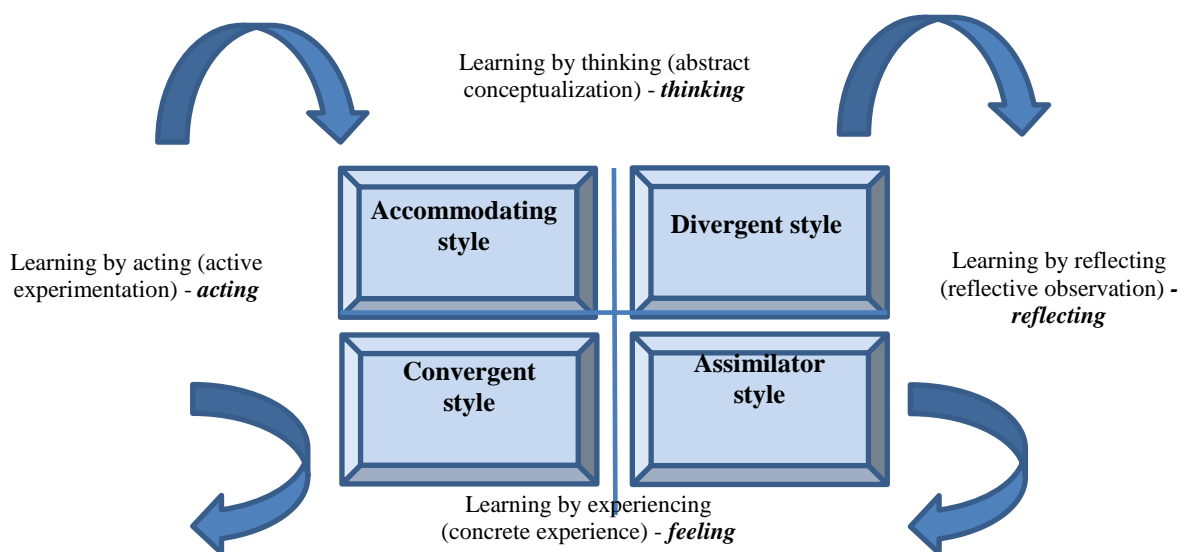 Learning by thinking (abstract
conceptualization) - thinking
Accommodating
style
Divergent style
Learning by acting (active
experimentation) - acting
Learning by reflecting
(reflective observation) -
reflecting
Convergent
style
Assimilator
style
Learning by experiencing
(concrete experience) - feeling